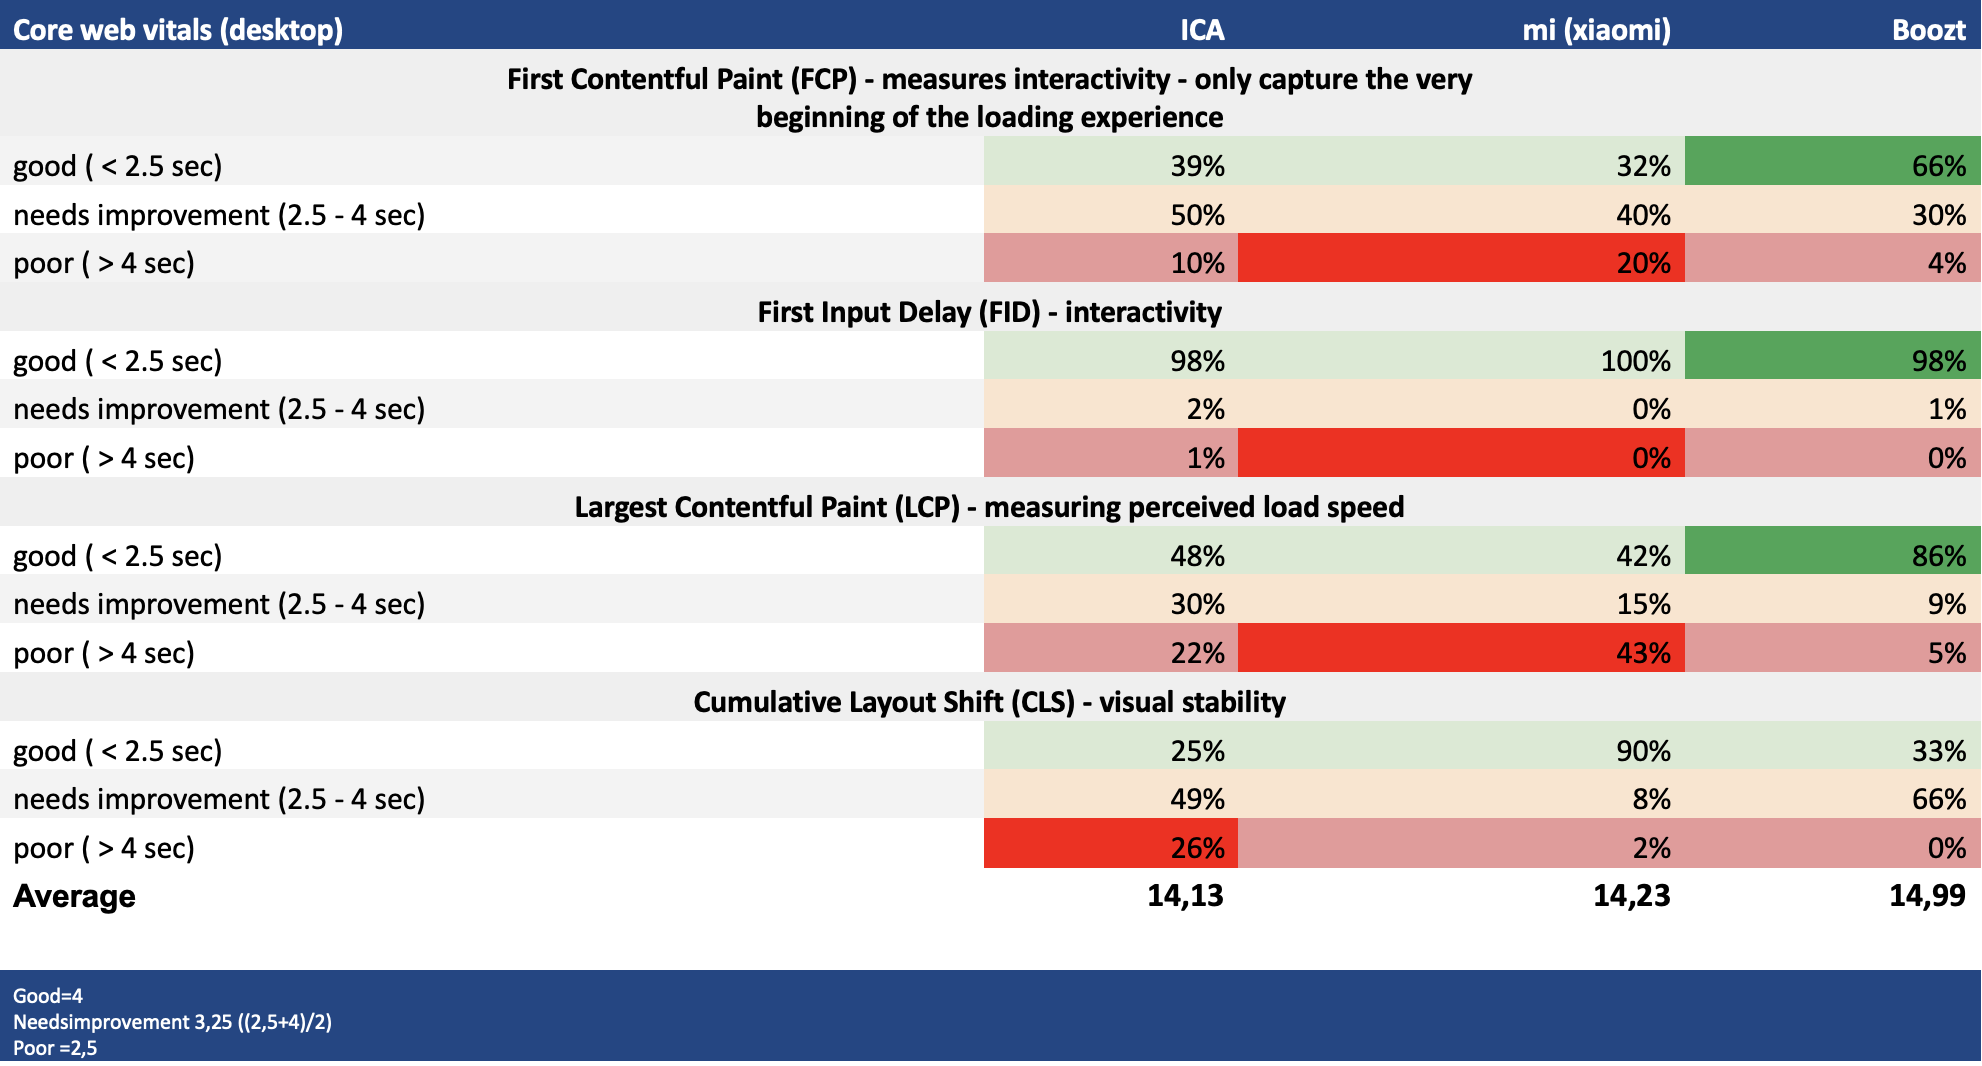 Core web vitals (desktop) ICA mi (xiaomi) Boozt
First Contentful Paint (FCP) - measures interactivity - only capture the very
beginning of the loading experience
good ( < 2.5 sec) 39% 32% 66%
needs improvement (2.5 - 4 sec) 50% 40% 30%
poor ( > 4 sec) 10% 20% 4%
First Input Delay (FID) - interactivity
good ( < 2.5 sec) 98% 100% 98%
needs improvement (2.5 - 4 sec) 2% 0% 1%
poor ( > 4 sec) 1% 0% 0%
Largest Contentful Paint (LCP) - measuring perceived load speed
good ( < 2.5 sec) 48% 42% 86%
needs improvement (2.5 - 4 sec) 30% 15% 9%
poor ( > 4 sec) 22% 43% 5%
Cumulative Layout Shift (CLS) - visual stability
good ( < 2.5 sec) 25% 90% 33%
needs improvement (2.5 - 4 sec) 49% 8% 66%
poor ( > 4 sec) 26% 2% 0%
Average 14,13 14,23 14,99
Good=4
Needsimprovement 3,25 ((2,5+4)/2)
Poor =2,5